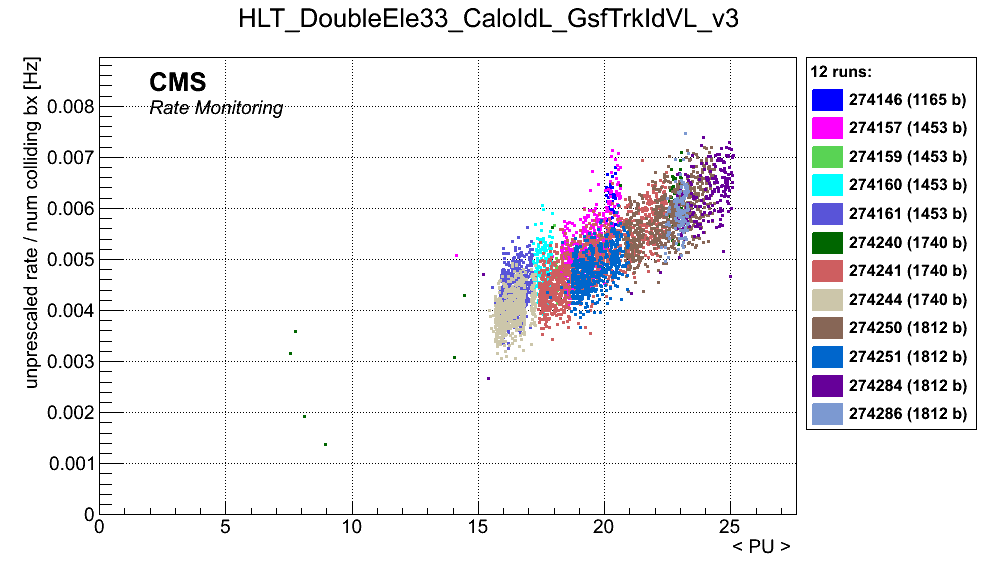 HLT_DoubleEle33_CaloIdL_GsfTrkIdVL_v3
unprescaled rate / num colliding bx [Hz]
CMS
Rate Monitoring
0.008
0.007
0.006
0.005
0.004
0.003
0.002
0.001
0
0 5 10 15 20 25
< PU >
12 runs:
274146 (1165 b)
274157 (1453 b)
274159 (1453 b)
274160 (1453 b)
274161 (1453 b)
274240 (1740 b)
274241 (1740 b)
274244 (1740 b)
274250 (1812 b)
274251 (1812 b)
274284 (1812 b)
274286 (1812 b)